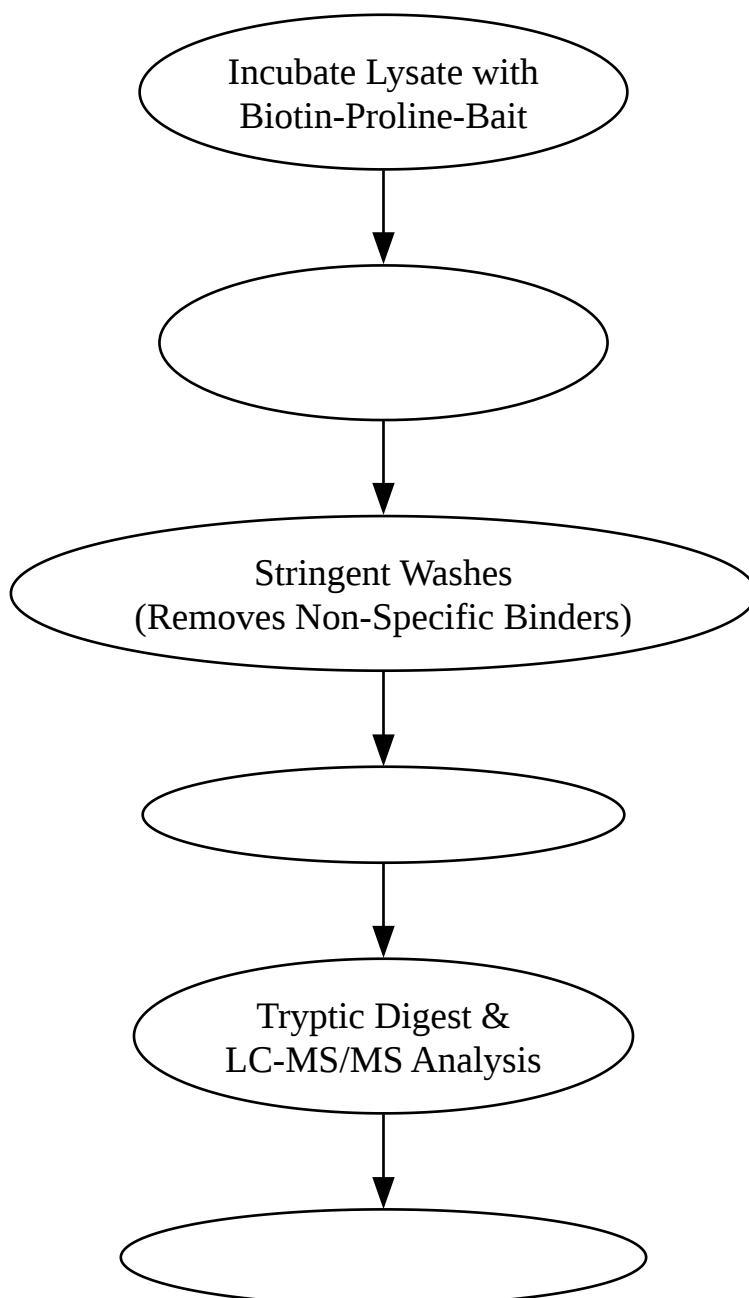 Incubate Lysate with
Biotin-Proline-Bait
Stringent Washes
(Removes Non-Specific Binders)
Tryptic Digest &
LC-MS/MS Analysis